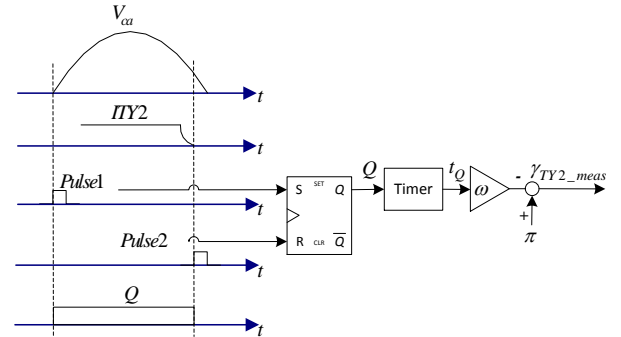 V_ca
t
ITY2
t
Pulse1
t
Pulse2
t
Q
t
S SET Q
R CLR Q̅
Q
Timer
t_Q
ω
-
+
π
γ_TY2_meas